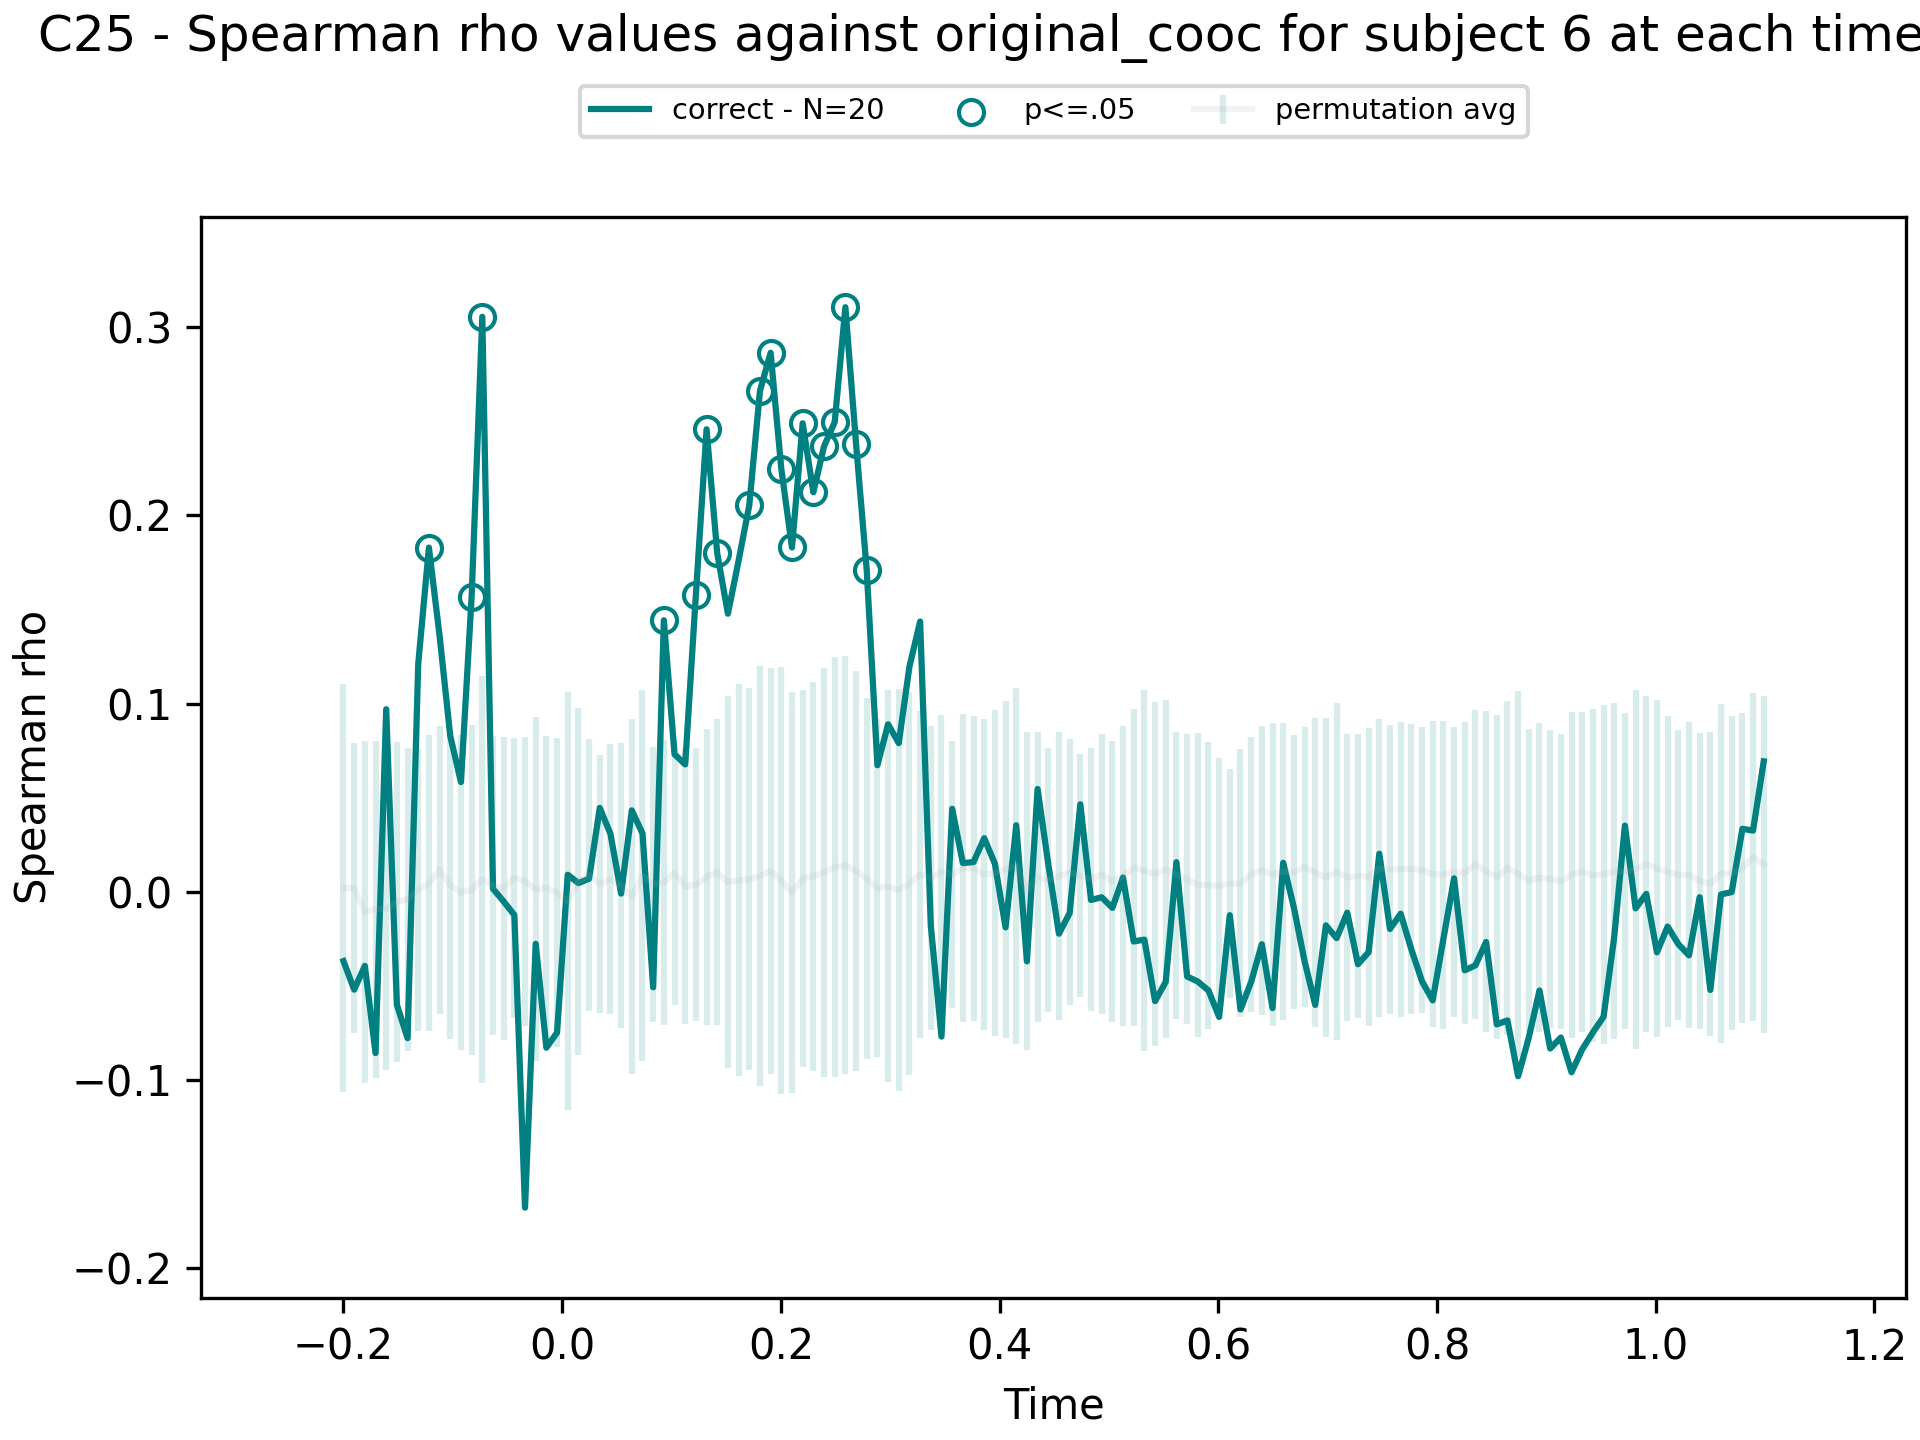 C25 - Spearman rho values against original_cooc for subject 6 at each time
correct - N=20 p<=.05 permutation avg
0.3
0.2
0.1
0.0
−0.1
−0.2
Spearman rho
−0.2 0.0 0.2 0.4 0.6 0.8 1.0 1.2
Time